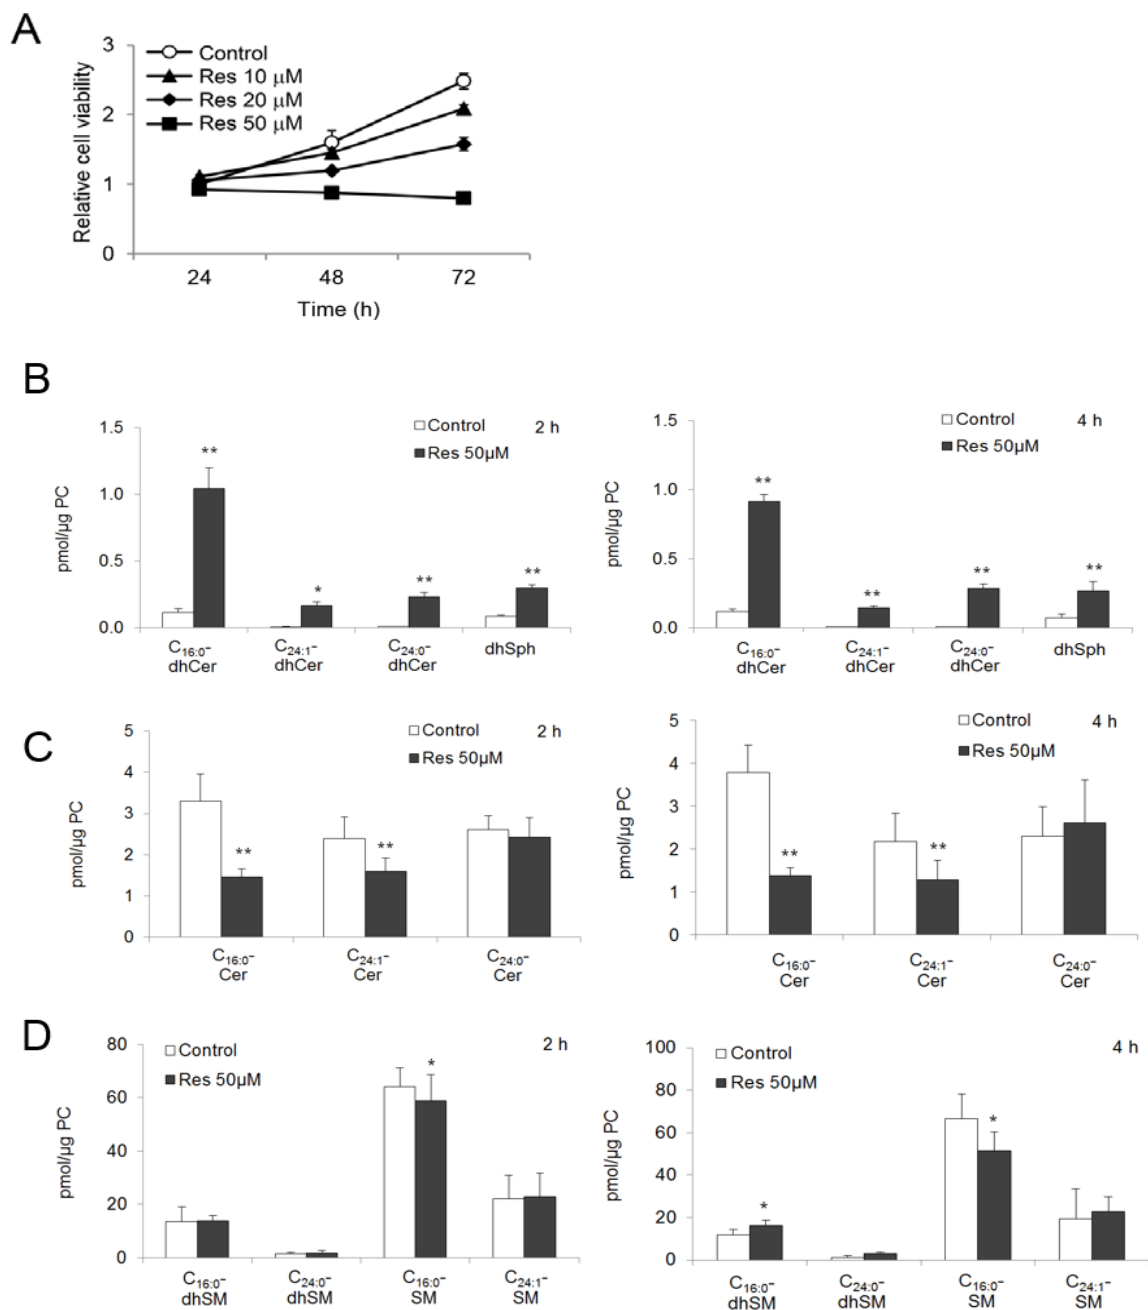 A
3
2
1
0
Relative cell viability
Control
Res 10 μM
Res 20 μM
Res 50 μM
24 48 72
Time (h)
B
1.5
1.0
0.5
0.0
pmol/µg PC
Control
Res 50µM
2 h
**
*
**
**
C16:0– dhCer
C24:1– dhCer
C24:0– dhCer
dhSph
1.5
1.0
0.5
0.0
pmol/µg PC
Control
Res 50µM
4 h
**
**
**
**
C16:0– dhCer
C24:1– dhCer
C24:0– dhCer
dhSph
C
5
4
3
2
1
0
pmol/µg PC
Control
Res 50µM
2 h
**
**
C16:0– Cer
C24:1– Cer
C24:0– Cer
5
4
3
2
1
0
pmol/µg PC
Control
Res 50µM
4 h
**
**
C16:0– Cer
C24:1– Cer
C24:0– Cer
D
80
60
40
20
0
pmol/µg PC
Control
Res 50µM
2 h
*
C16:0– dhSM
C24:0– dhSM
C16:0– SM
C24:1– SM
100
80
60
40
20
0
pmol/µg PC
Control
Res 50µM
4 h
*
*
C16:0– dhSM
C24:0– dhSM
C16:0– SM
C24:1– SM